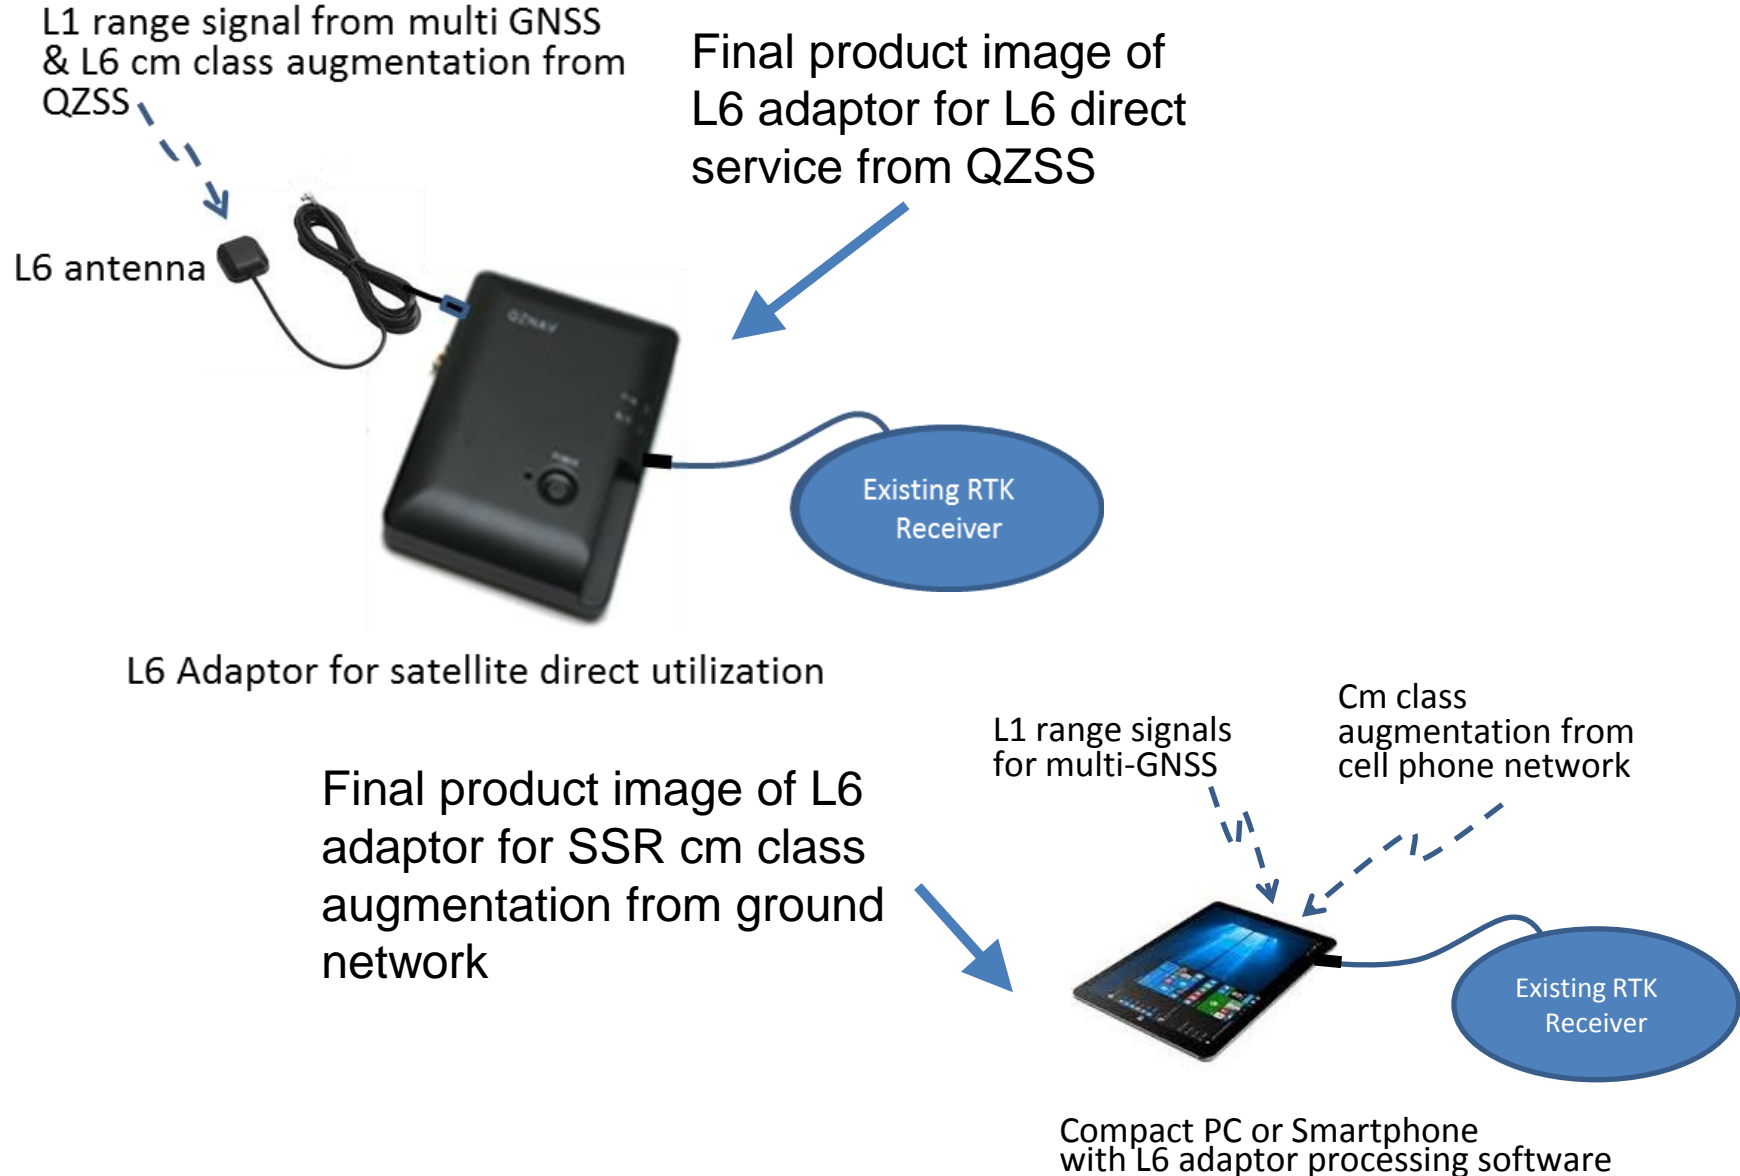 L1 range signal from multi GNSS
& L6 cm class augmentation from
QZSS
Final product image of
L6 adaptor for L6 direct
service from QZSS
L6 antenna
QZNAV
POWER
Existing RTK
Receiver
L6 Adaptor for satellite direct utilization
L1 range signals
for multi-GNSS
Cm class
augmentation from
cell phone network
Final product image of L6
adaptor for SSR cm class
augmentation from ground
network
Existing RTK
Receiver
Compact PC or Smartphone
with L6 adaptor processing software